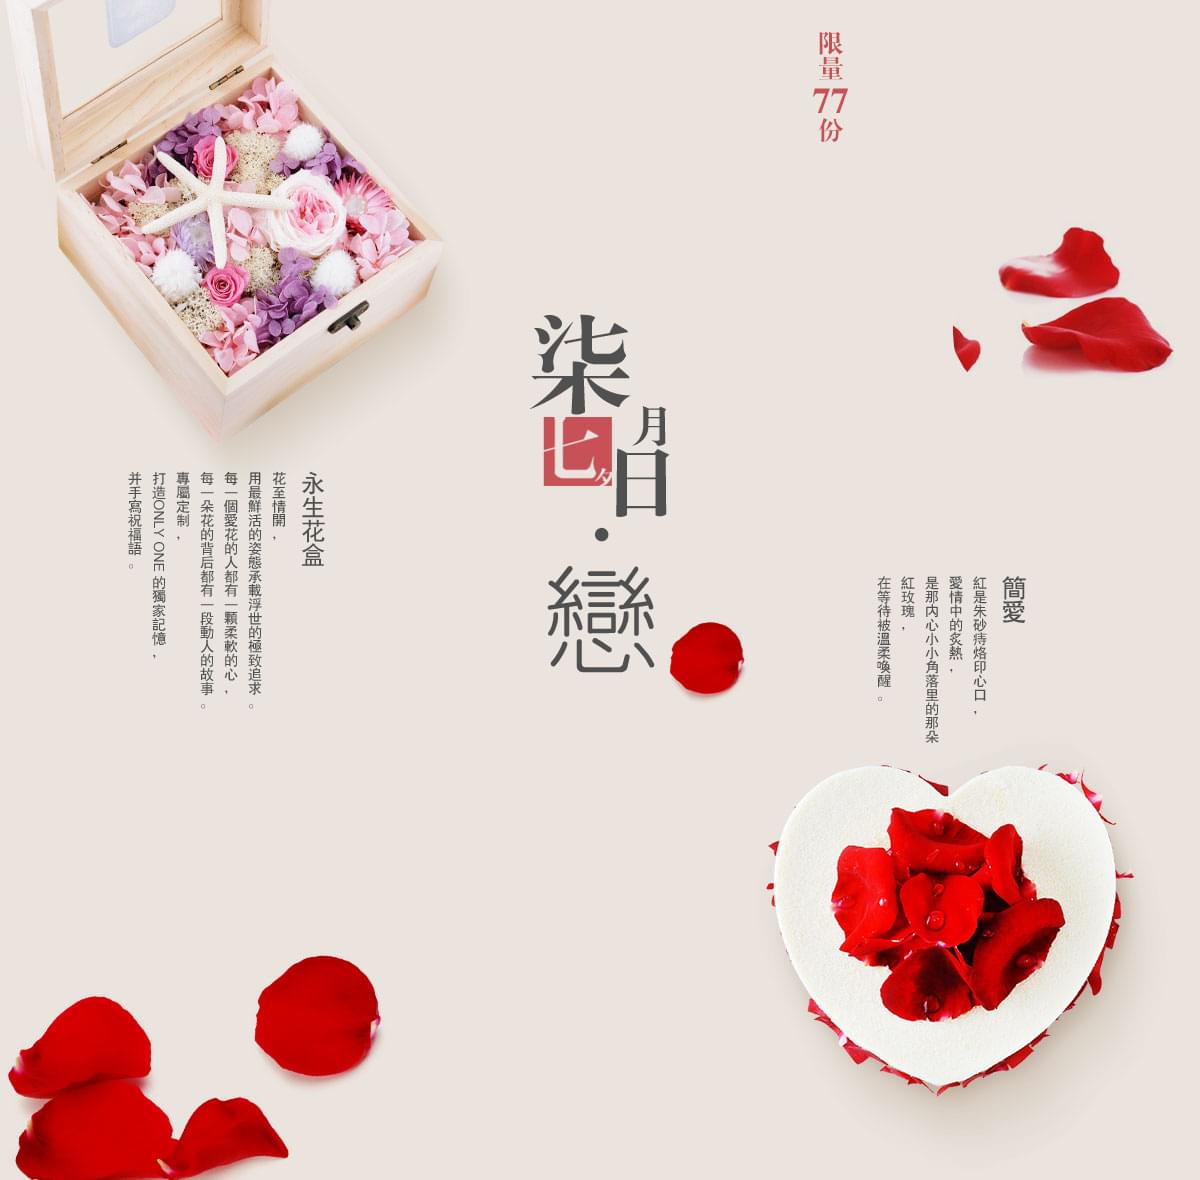 限量77份
柒月日·戀
七夕
簡愛
紅是朱砂痔烙印心口，
愛情中的炙熱，
是那内心小小角落里的那朵
紅玫瑰，
在等待被溫柔喚醒。
永生花盒
花至情開，
用最鮮活的姿態承載浮世的極致追求。
每一個愛花的人都有一顆柔軟的心，
每一朵花的背后都有一段動人的故事。
專屬定制，
打造ONLY ONE 的獨家記憶，
并手寫祝福語。